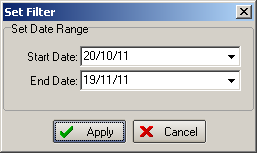 Set Filter
Set Date Range
Start Date: 20/10/11
End Date: 19/11/11
Apply Cancel